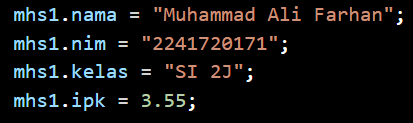 mhs1.nama = "Muhammad Ali Farhan";
mhs1.nim = "2241720171";
mhs1.kelas = "SI 2J";
mhs1.ipk = 3.55;